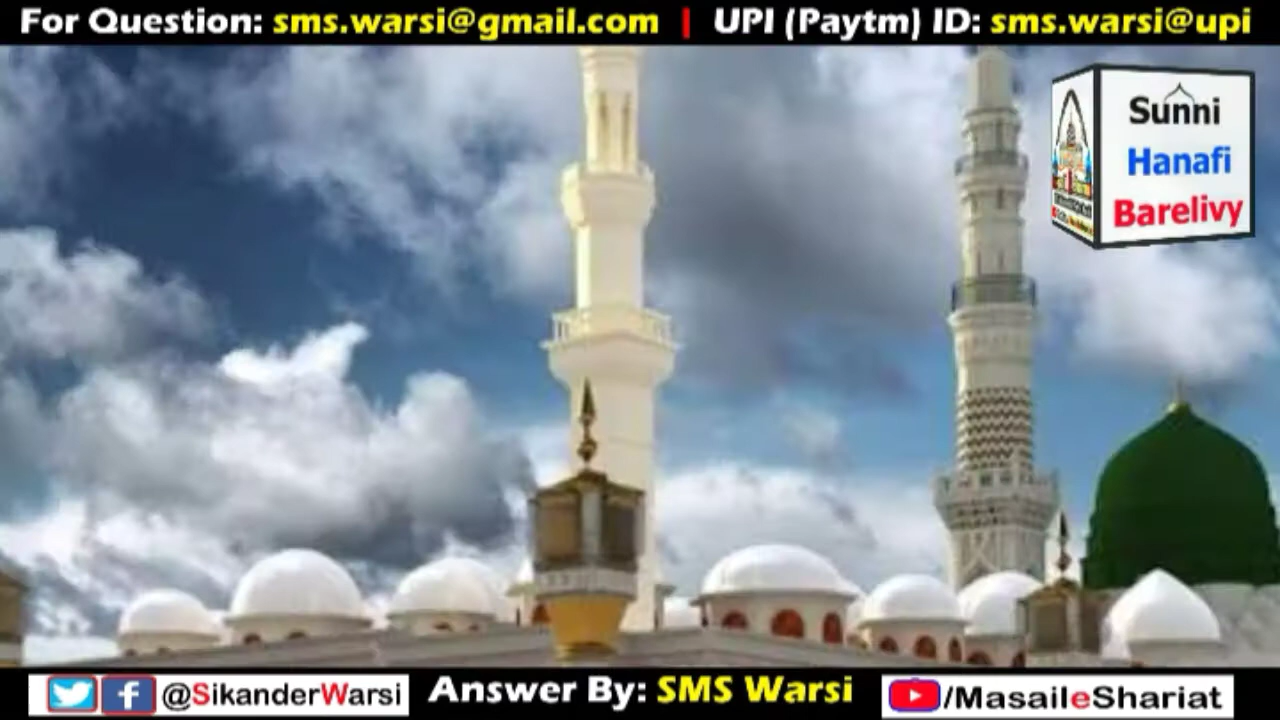 For Question: sms.warsi@gmail.com | UPI (Paytm) ID: sms.warsi@upi
Sunni
Hanafi
Barelivy
@SikanderWarsi
Answer By: SMS Warsi
/MasaileShariat